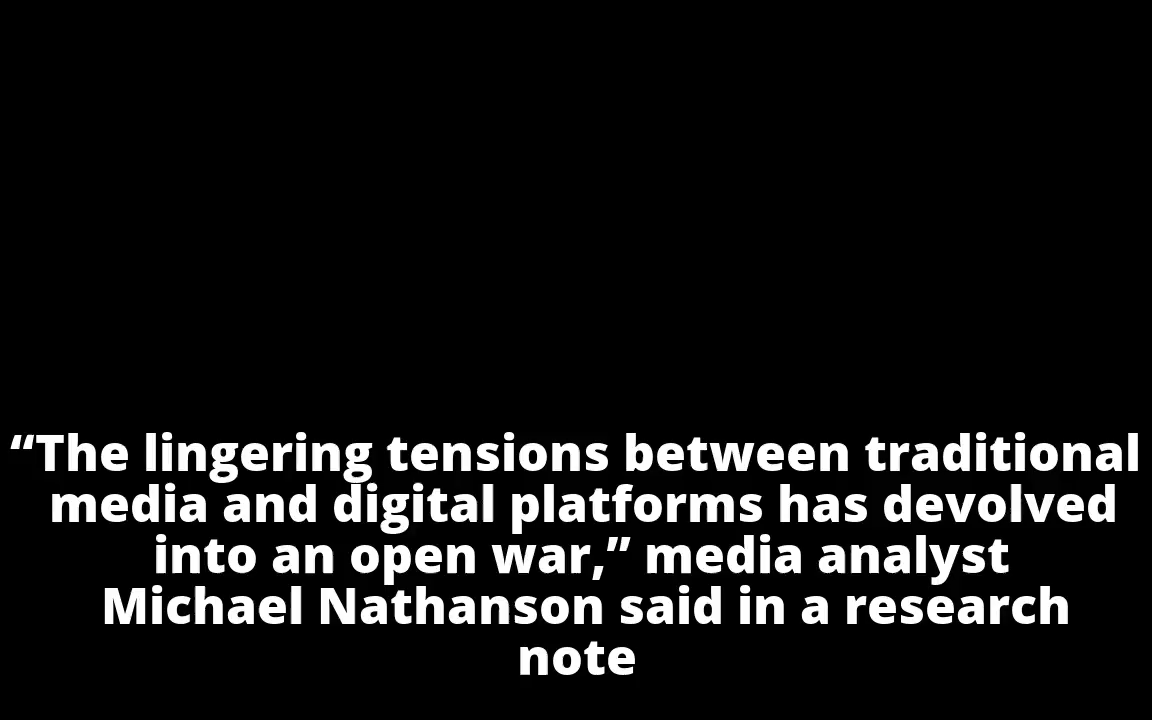 “The lingering tensions between traditional
media and digital platforms has devolved
into an open war,” media analyst
Michael Nathanson said in a research
note